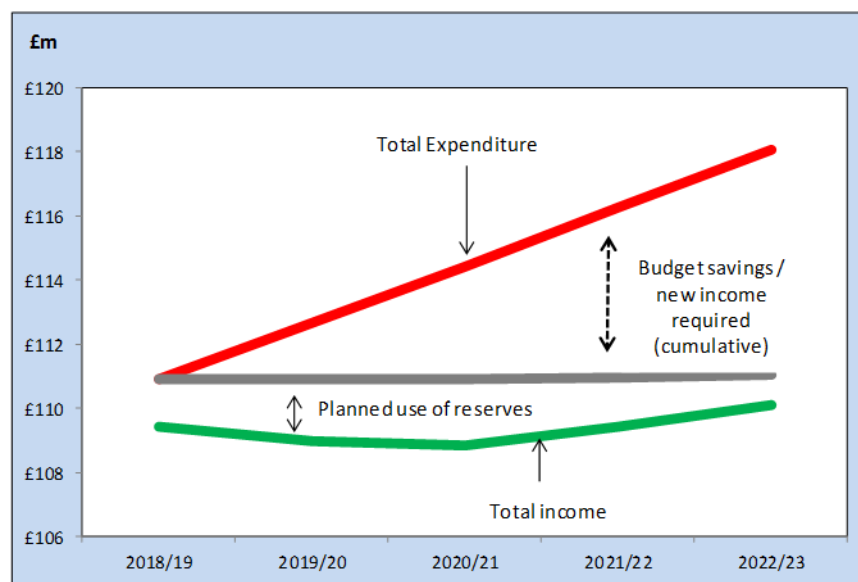 £m
£120
£118
£116
£114
£111
£110
£108
£106
Total Expenditure
Budget savings /
new income
required
(cumulative)
Planned use of reserves
Total income
2018/19 2019/20 2020/21 2021/22 2022/23